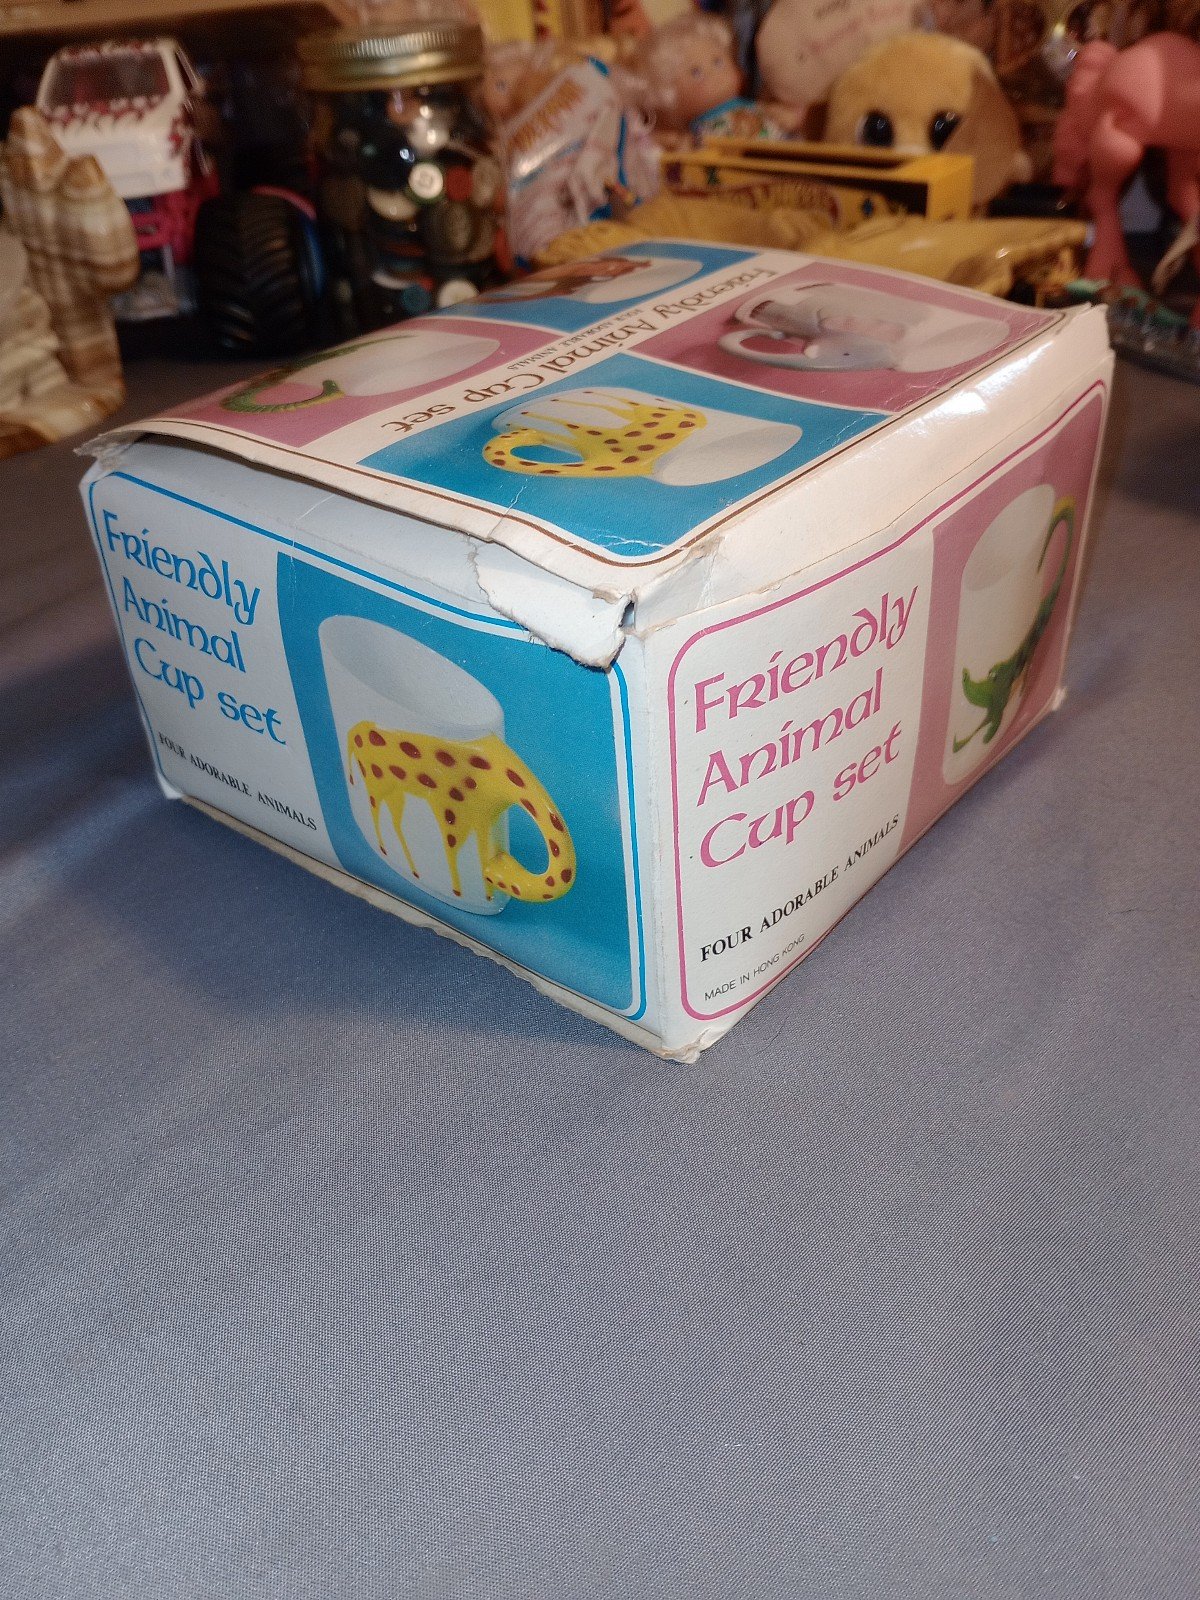 Friendly Animal Cup set
FOUR ADORABLE ANIMALS
Friendly
Animal
Cup set
FOUR ADORABLE ANIMALS
Friendly
Animal
Cup set
FOUR ADORABLE ANIMALS
MADE IN HONG KONG